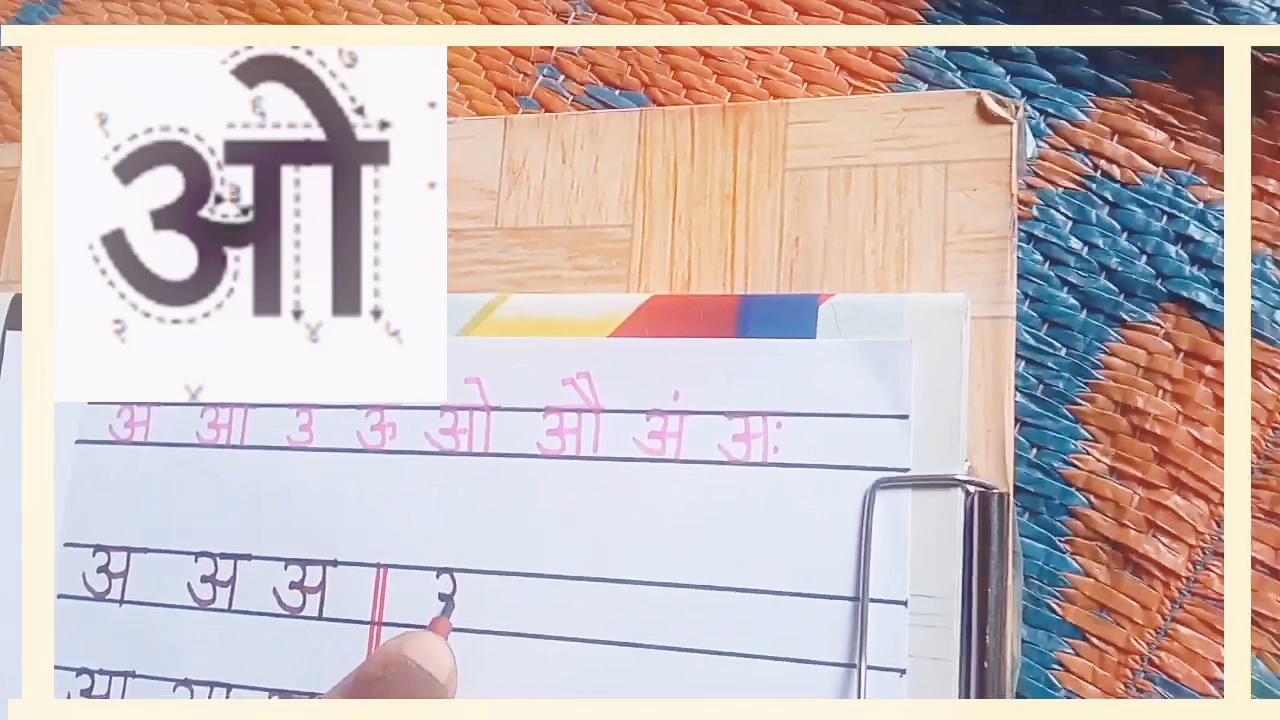 ओ
अ आ उ ऊ ओ औ अं अः
अ अ अ